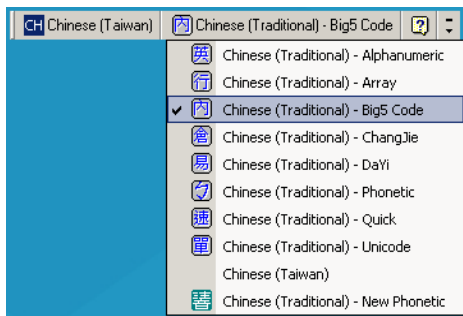 CH Chinese (Taiwan) 内 Chinese (Traditional) - Big5 Code
英 Chinese (Traditional) - Alphanumeric
行 Chinese (Traditional) - Array
内 Chinese (Traditional) - Big5 Code
倉 Chinese (Traditional) - ChangJie
易 Chinese (Traditional) - DaYi
ㄅ Chinese (Traditional) - Phonetic
速 Chinese (Traditional) - Quick
單 Chinese (Traditional) - Unicode
Chinese (Taiwan)
Chinese (Traditional) - New Phonetic